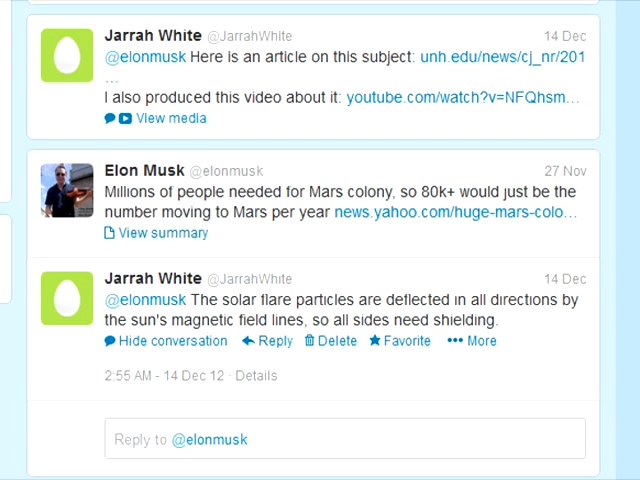 Jarrah White @JarrahWhite 14 Dec
@elonmusk Here is an article on this subject: unh.edu/news/cj_nr/201
…
I also produced this video about it: youtube.com/watch?v=NFQhsm…
View media
Elon Musk @elonmusk 27 Nov
Millions of people needed for Mars colony, so 80k+ would just be the
number moving to Mars per year news.yahoo.com/huge-mars-colo…
View summary
Jarrah White @JarrahWhite 14 Dec
@elonmusk The solar flare particles are deflected in all directions by
the sun's magnetic field lines, so all sides need shielding.
Hide conversation Reply Delete Favorite More
2:55 AM - 14 Dec 12 · Details
Reply to @elonmusk